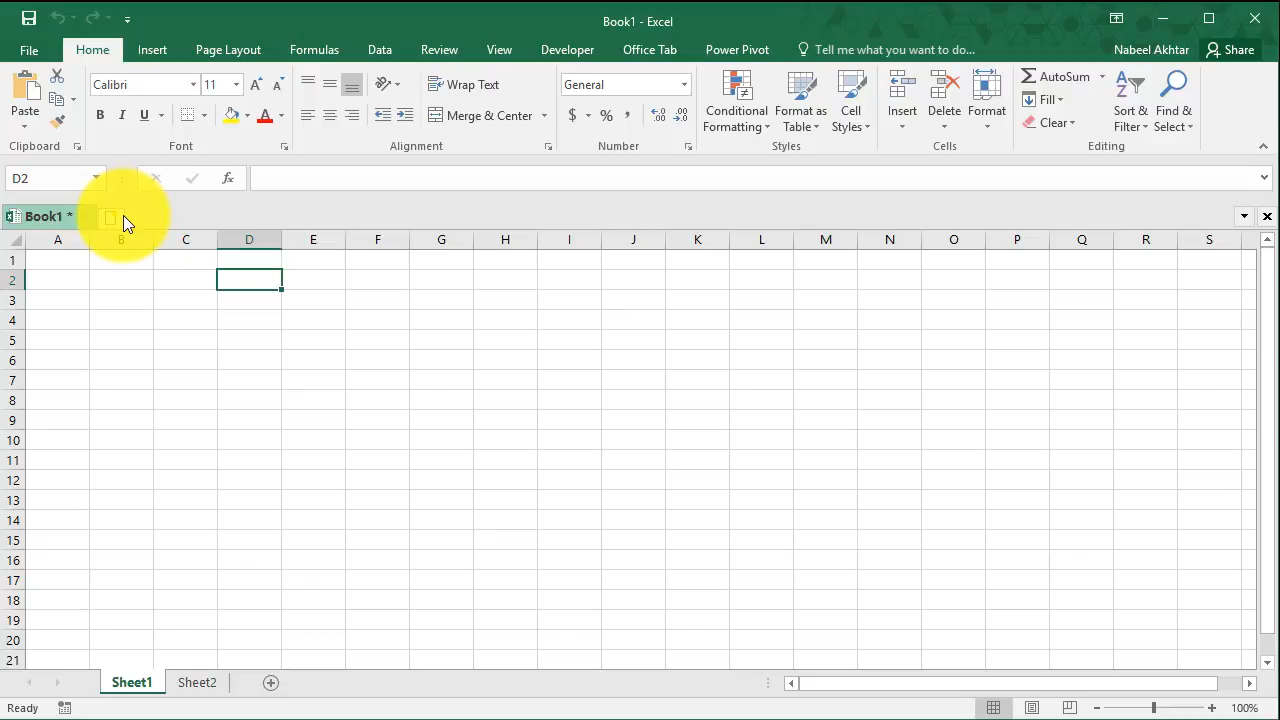 Book1 - Excel
File Home Insert Page Layout Formulas Data Review View Developer Office Tab Power Pivot Tell me what you want to do... Nabeel Akhtar Share
Calibri 11 Wrap Text General AutoSum
Paste Conditional Formatting Format as Table Cell Styles Insert Delete Format Fill Sort & Filter Find & Select
B I U A Merge & Center $ % , Clear
Clipboard Font Alignment Number Styles Cells Editing
D2 fx
Book1 *
A B C D E F G H I J K L M N O P Q R S
1
2
3
4
5
6
7
8
9
10
11
12
13
14
15
16
17
18
19
20
21
Sheet1 Sheet2
Ready 100%